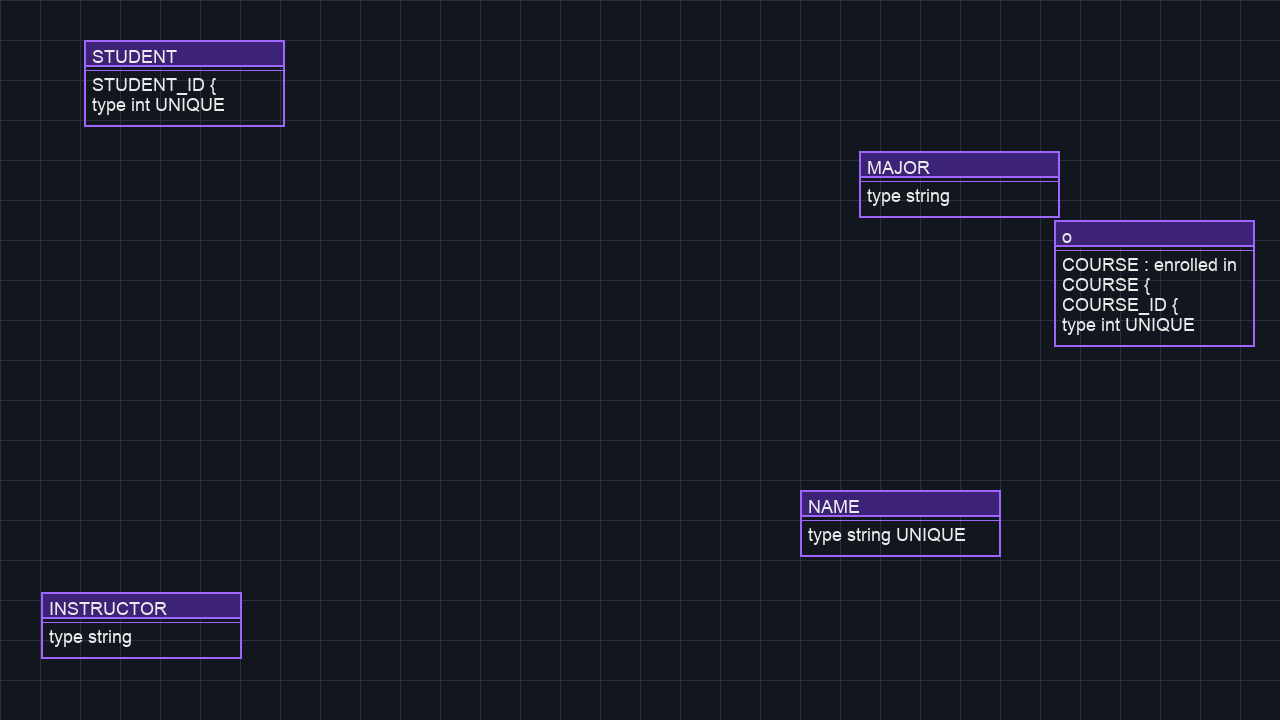 STUDENT
STUDENT_ID {
type int UNIQUE
MAJOR
type string
o
COURSE : enrolled in
COURSE {
COURSE_ID {
type int UNIQUE
NAME
type string UNIQUE
INSTRUCTOR
type string